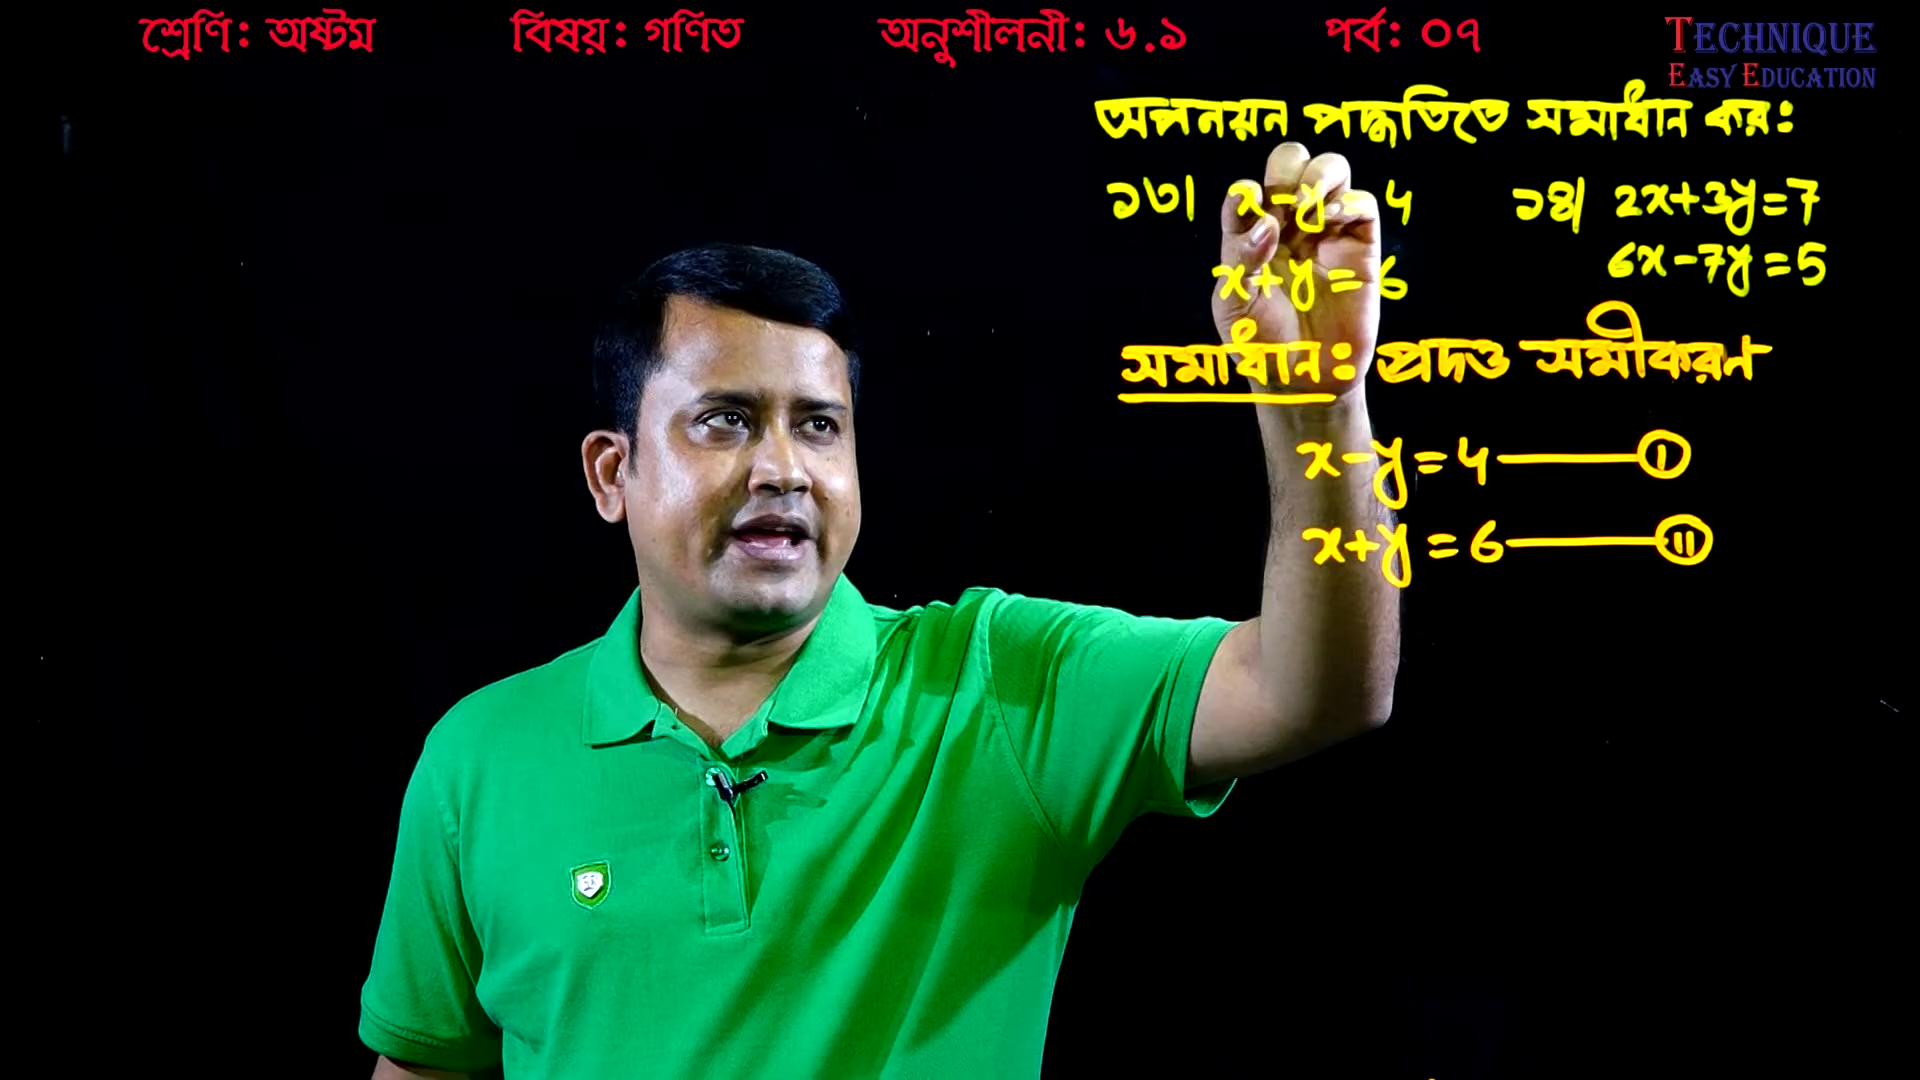 শ্রেণি: অষ্টম বিষয়: গণিত অনুশীলনী: ৬.১ পর্ব: ০৭
TECHNIQUE
EASY EDUCATION
অপনয়ন পদ্ধতিতে সমাধান কর:
১৩। x-y=4 ১৪। 2x+3y=7
x+y=6 6x-7y=5
সমাধান: প্রদত্ত সমীকরণ
x-y=4 —— (i)
x+y=6 —— (ii)